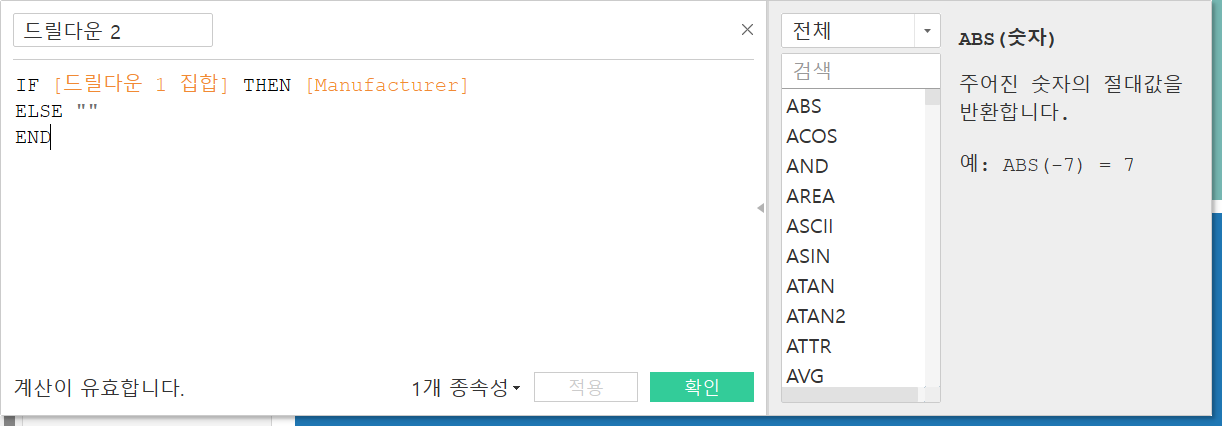 드릴다운 2
IF [드릴다운 1 집합] THEN [Manufacturer]
ELSE ""
END
계산이 유효합니다.
1개 종속성
적용
확인
전체
검색
ABS
ACOS
AND
AREA
ASCII
ASIN
ATAN
ATAN2
ATTR
AVG
ABS(숫자)
주어진 숫자의 절대값을
반환합니다.
예: ABS(-7) = 7